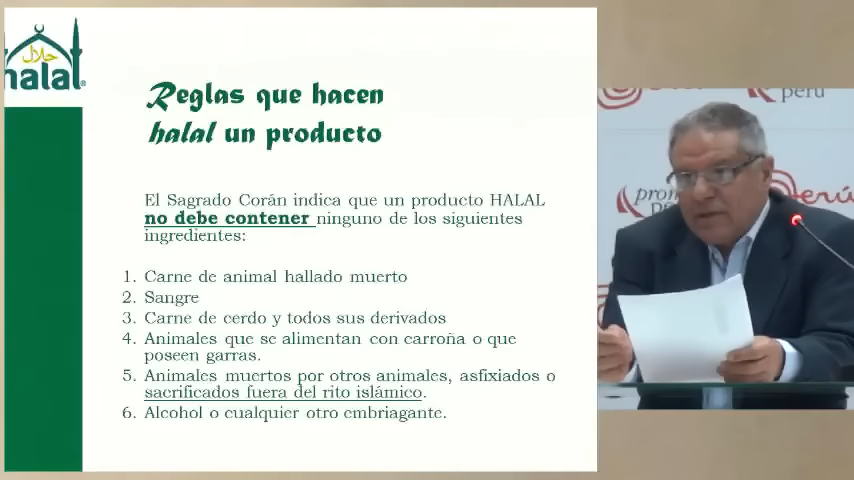 حلال
halal®
Reglas que hacen
halal un producto
El Sagrado Corán indica que un producto HALAL
no debe contener ninguno de los siguientes
ingredientes:
1. Carne de animal hallado muerto
2. Sangre
3. Carne de cerdo y todos sus derivados
4. Animales que se alimentan con carroña o que
poseen garras.
5. Animales muertos por otros animales, asfixiados o
sacrificados fuera del rito islámico.
6. Alcohol o cualquier otro embriagante.
perú
prom
pe
erú